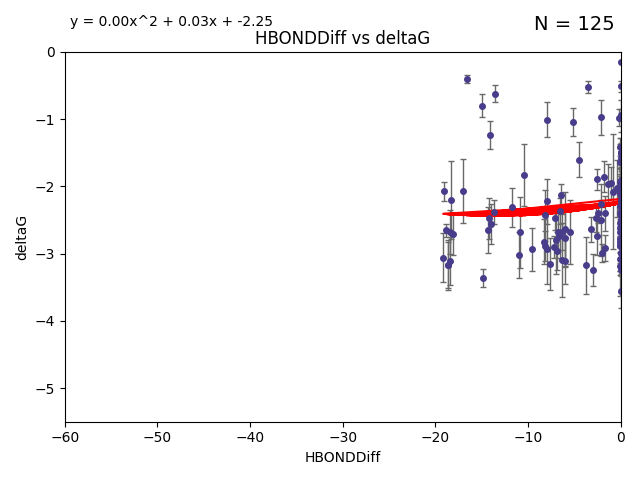 y = 0.00x^2 + 0.03x + -2.25
N = 125
HBONDDiff vs deltaG
0
−1
−2
−3
−4
−5
deltaG
−60 −50 −40 −30 −20 −10 0
HBONDDiff